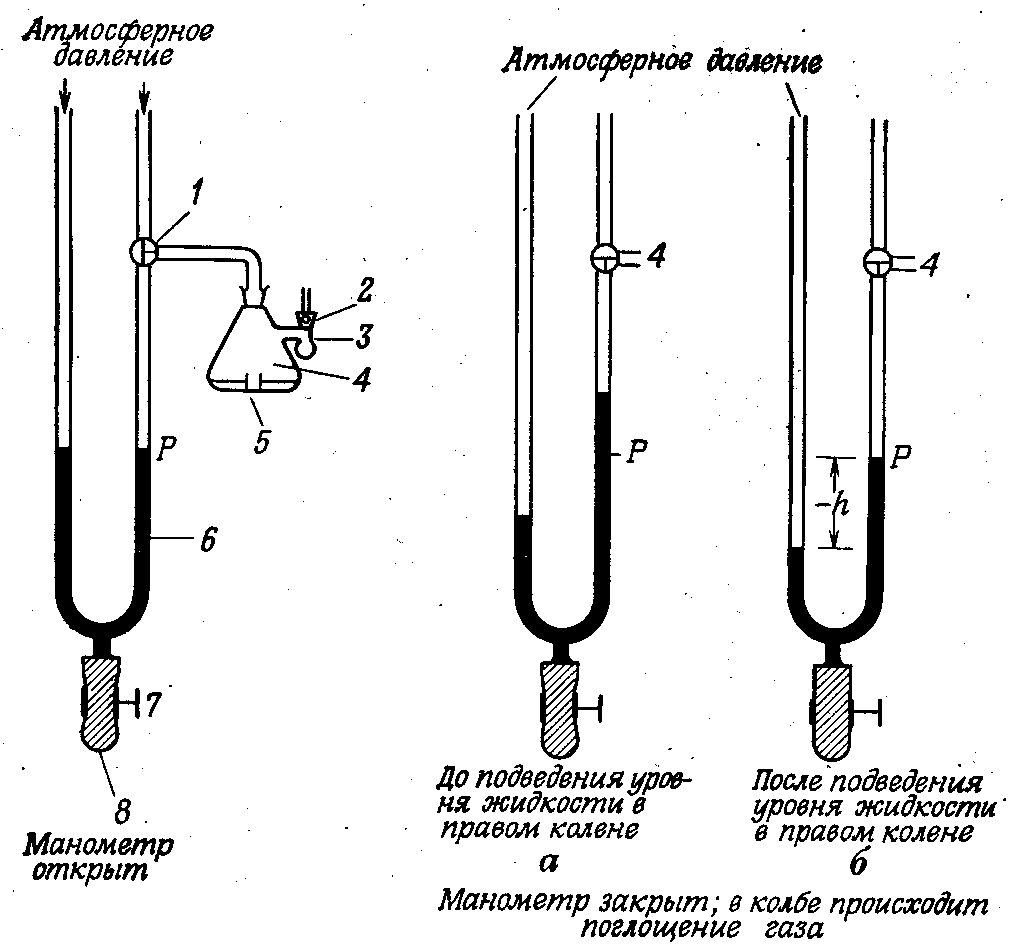 Атмосферное
давление
1
2
3
4
5
P
6
7
8
Манометр
открыт
Атмосферное давление
4
P
До подведения уров-
ня жидкости в
правом колене
а
4
P
-h
После подведения
уровня жидкости
в правом колене
б
Манометр закрыт; в колбе происходит
поглощение газа